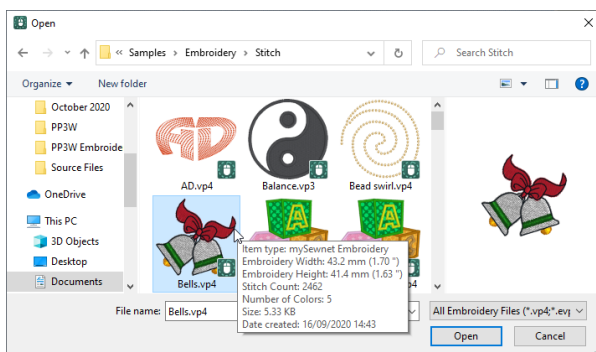 Open
« Samples › Embroidery › Stitch
Search Stitch
Organize
New folder
October 2020
PP3W
PP3W Embroide
Source Files
OneDrive
This PC
3D Objects
Desktop
Documents
AD.vp4
Balance.vp3
Bead swirl.vp4
Bells.vp4
Item type: mySewnet Embroidery
Embroidery Width: 43.2 mm (1.70 ")
Embroidery Height: 41.4 mm (1.63 ")
Stitch Count: 2462
Number of Colors: 5
Size: 5.33 KB
Date created: 16/09/2020 14:43
File name:
Bells.vp4
All Embroidery Files (*.vp4;*.evp
Open
Cancel